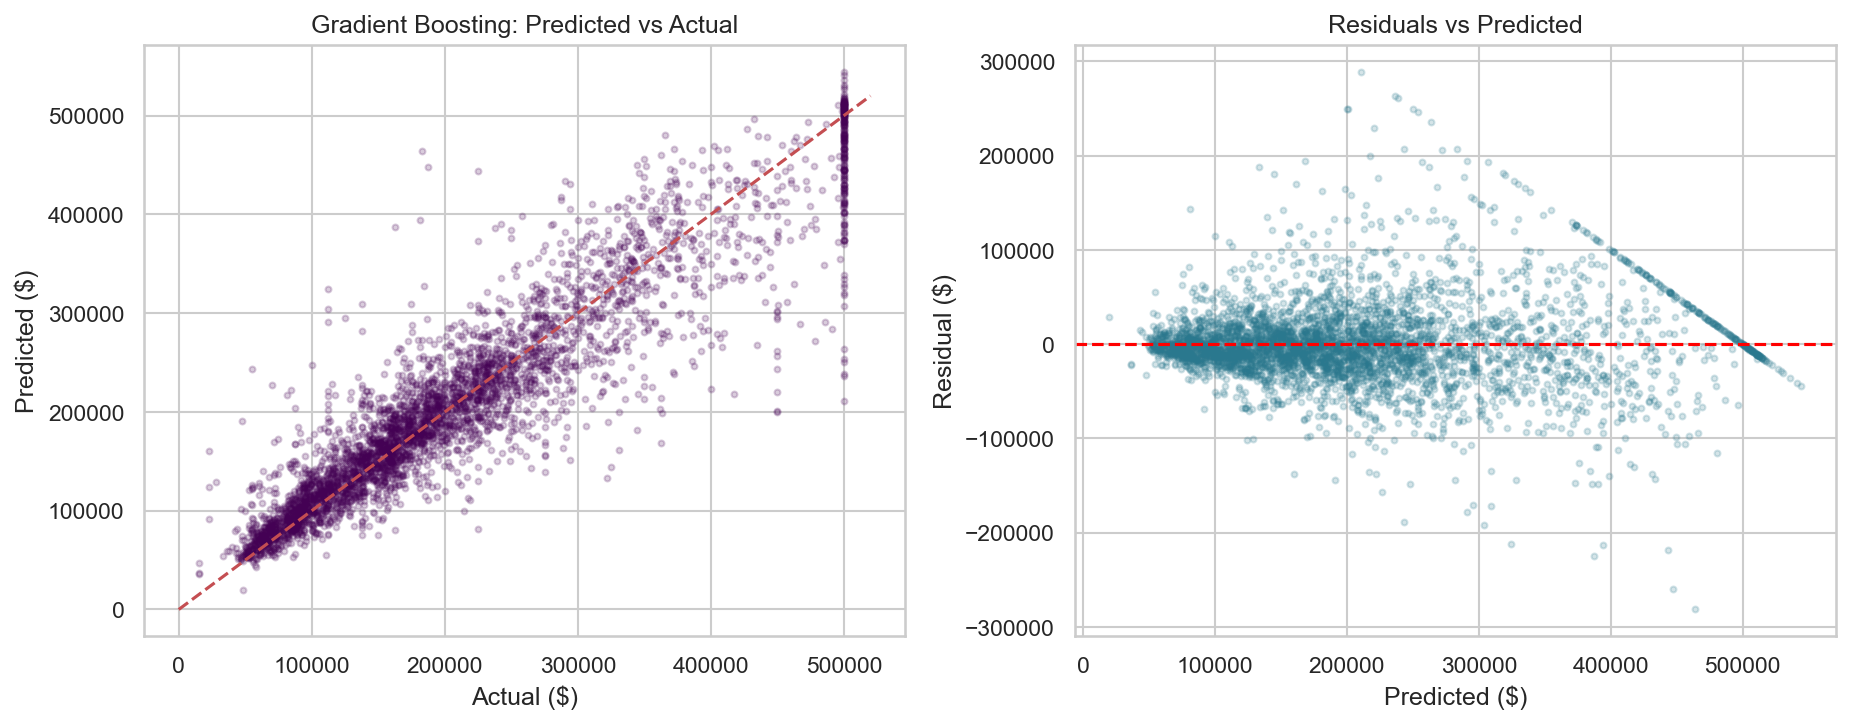 Gradient Boosting: Predicted vs Actual
500000
400000
300000
200000
100000
0
Predicted ($)
0 100000 200000 300000 400000 500000
Actual ($)
Residuals vs Predicted
300000
200000
100000
0
−100000
−200000
−300000
Residual ($)
0 100000 200000 300000 400000 500000
Predicted ($)